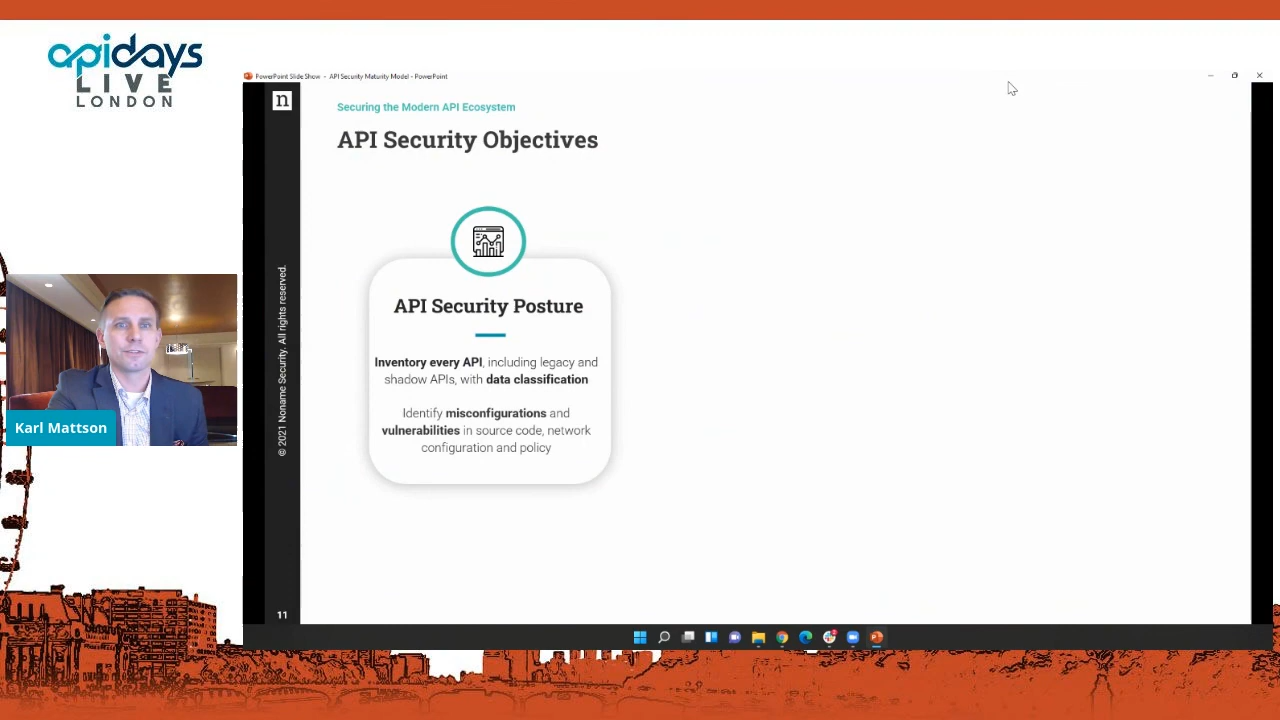 apidays
LIVE
LONDON
PowerPoint Slide Show - API Security Maturity Model - PowerPoint
n
Securing the Modern API Ecosystem
API Security Objectives
API Security Posture
Inventory every API, including legacy and
shadow APIs, with data classification
Identify misconfigurations and
vulnerabilities in source code, network
configuration and policy
© 2021 Noname Security. All rights reserved.
11
Karl Mattson